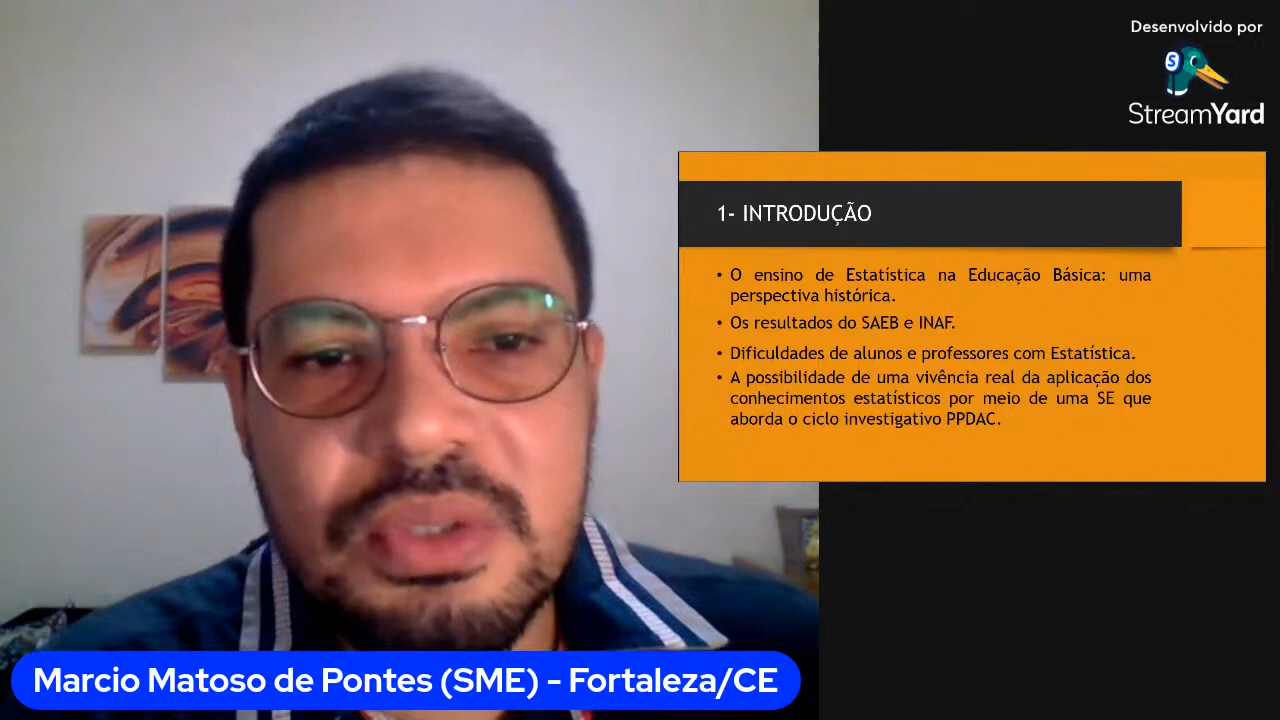 Desenvolvido por
S
StreamYard
1- INTRODUÇÃO
• O ensino de Estatística na Educação Básica: uma
perspectiva histórica.
• Os resultados do SAEB e INAF.
• Dificuldades de alunos e professores com Estatística.
• A possibilidade de uma vivência real da aplicação dos
conhecimentos estatísticos por meio de uma SE que
aborda o ciclo investigativo PPDAC.
Marcio Matoso de Pontes (SME) - Fortaleza/CE